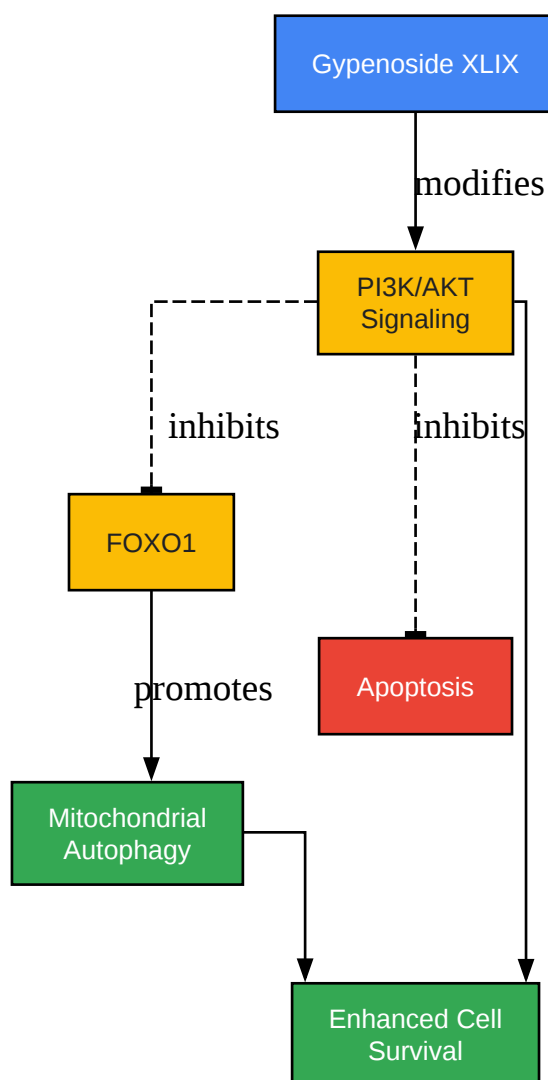 Gypenoside XLIX
modifies
PI3K/AKT
Signaling
inhibits
inhibits
FOXO1
promotes
Apoptosis
Mitochondrial
Autophagy
Enhanced Cell
Survival